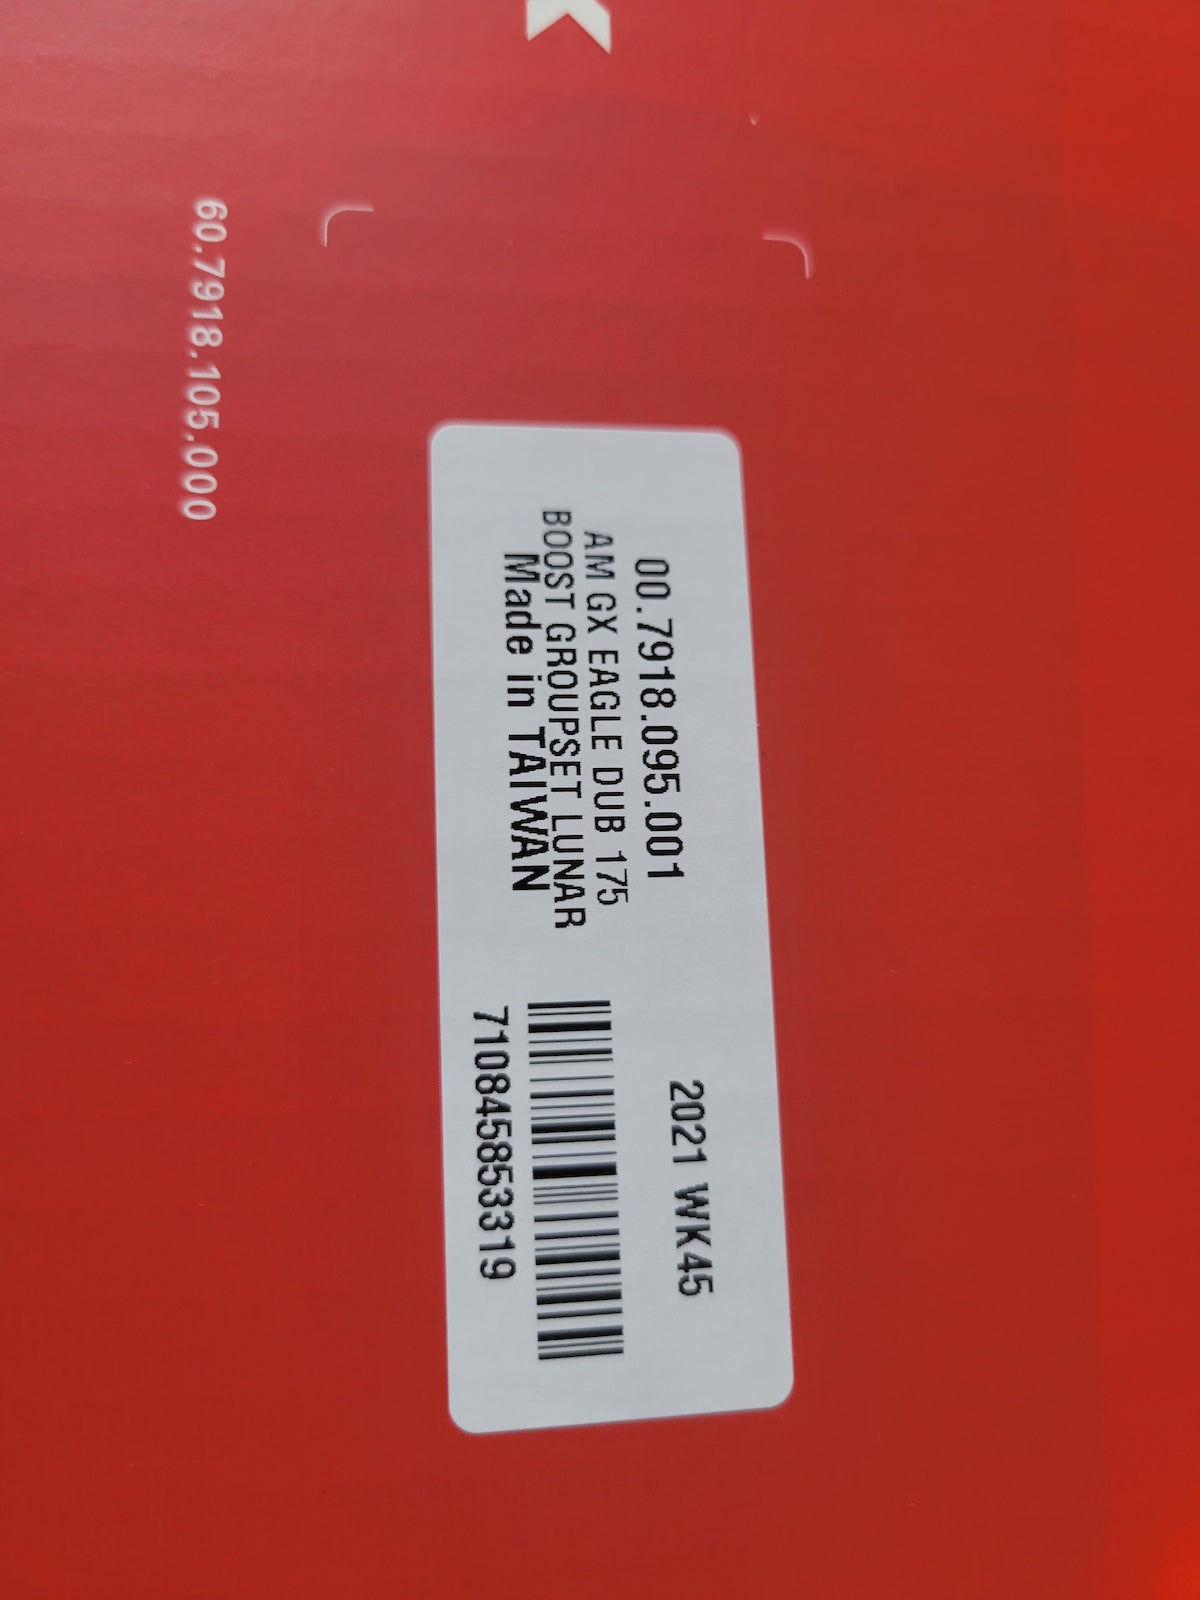 00.7918.095.001
AM GX EAGLE DUB 175
BOOST GROUPSET LUNAR
Made in TAIWAN
2021 WK45
710845853319
60.7918.105.000